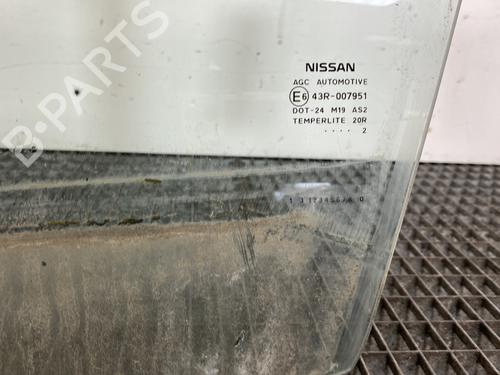 B-PARTS
NISSAN
AGC AUTOMOTIVE
E6 43R-007951
DOT-24 M19 AS2
TEMPERLITE 20R
.... 2